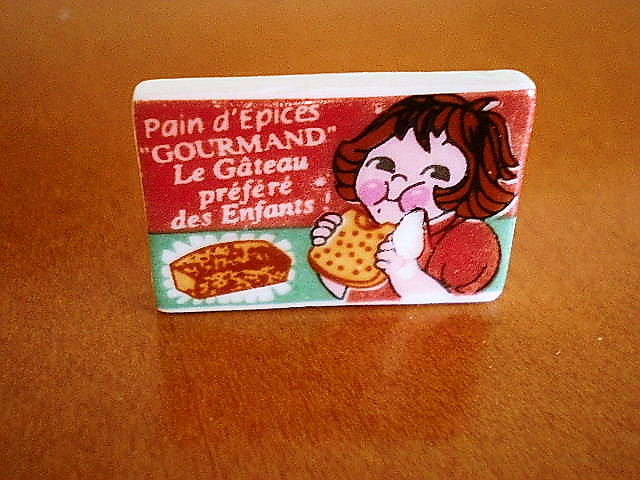 Pain d'Epices
"GOURMAND"
Le Gâteau
préféré
des Enfants !